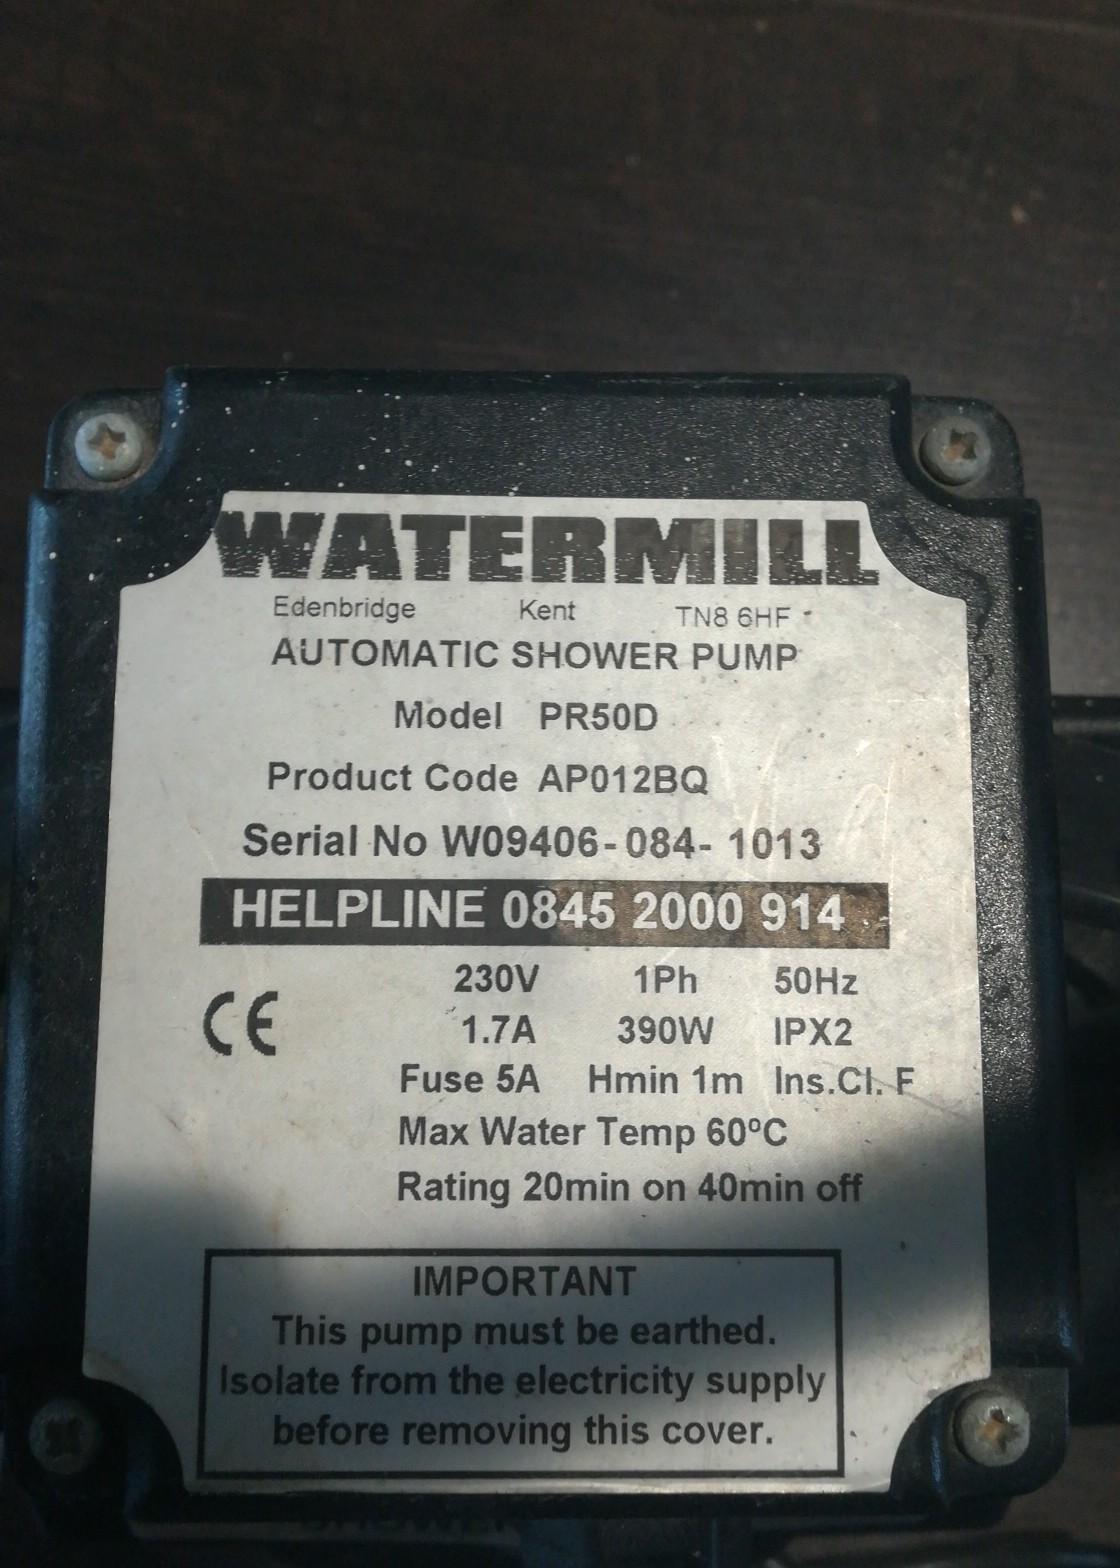 WATERMILL
Edenbridge Kent TN8 6HF
AUTOMATIC SHOWER PUMP
Model PR50D
Product Code AP012BQ
Serial No W09406-084-1013
HELPLINE 0845 2000 914
230V 1Ph 50Hz
CE 1.7A 390W IPX2
Fuse 5A Hmin 1m Ins.Cl. F
Max Water Temp 60ºC
Rating 20min on 40min off
IMPORTANT
This pump must be earthed.
Isolate from the electricity supply
before removing this cover.